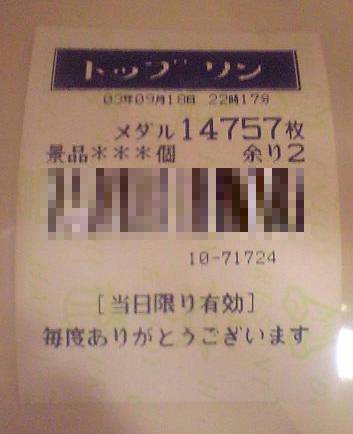 トップ リン
03年09月18日 22時17分
メダル14757枚
景品＊＊＊個 余り2
10-71724
[当日限り有効]
毎度ありがとうございます